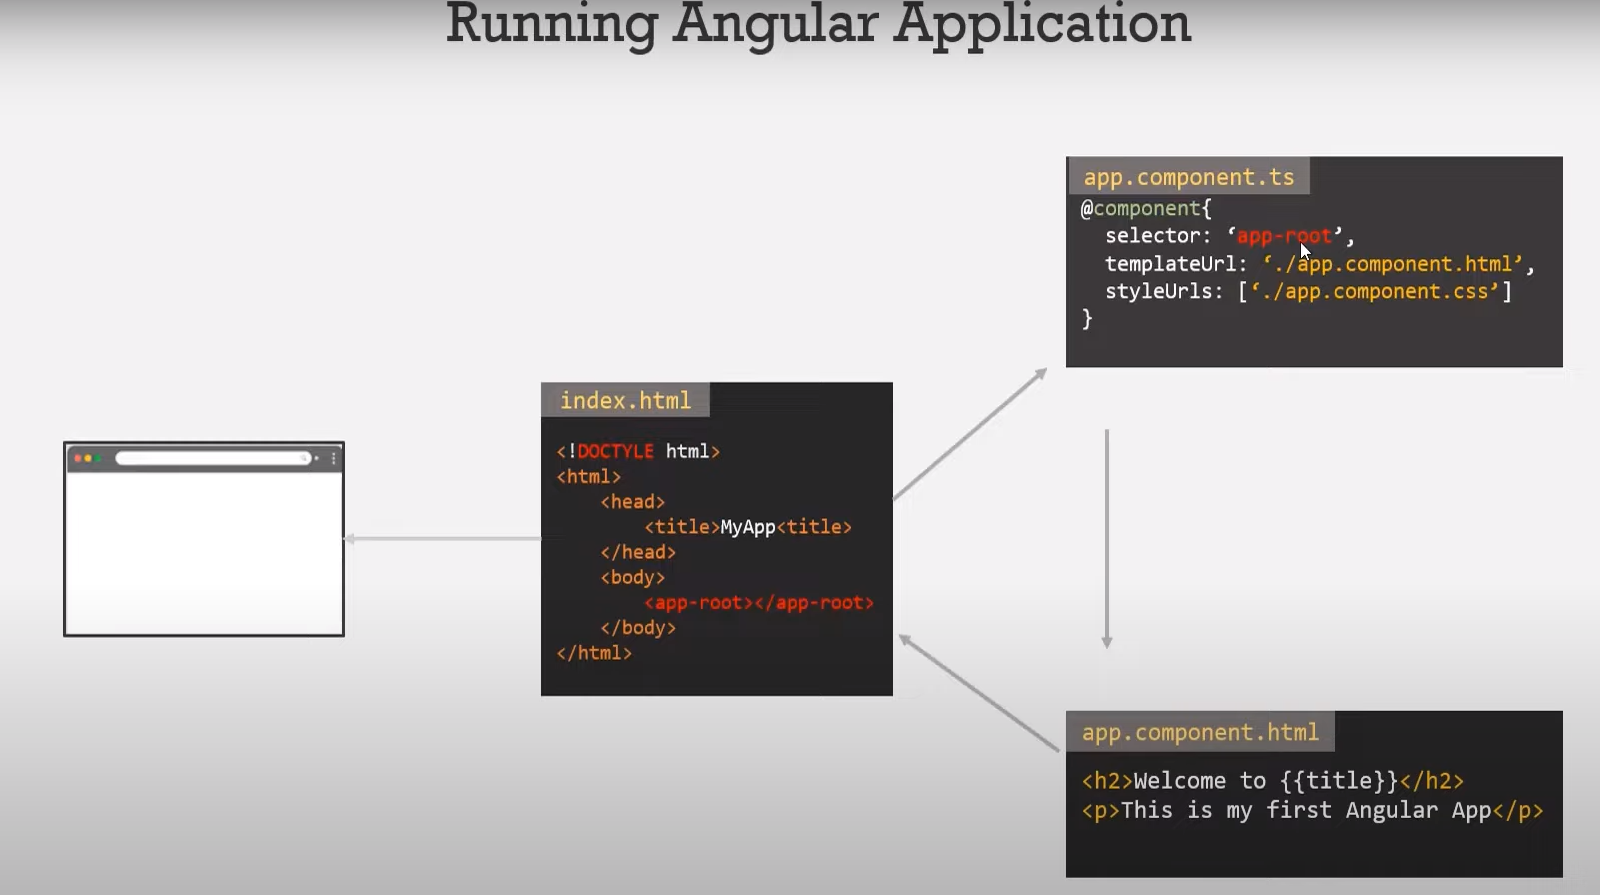 Running Angular Application
app.component.ts
@component{
selector: ‘app-root’,
templateUrl: ‘./app.component.html’,
styleUrls: [‘./app.component.css’]
}
index.html
<!DOCTYLE html>
<html>
<head>
<title>MyApp<title>
</head>
<body>
<app-root></app-root>
</body>
</html>
app.component.html
<h2>Welcome to {{title}}</h2>
<p>This is my first Angular App</p>